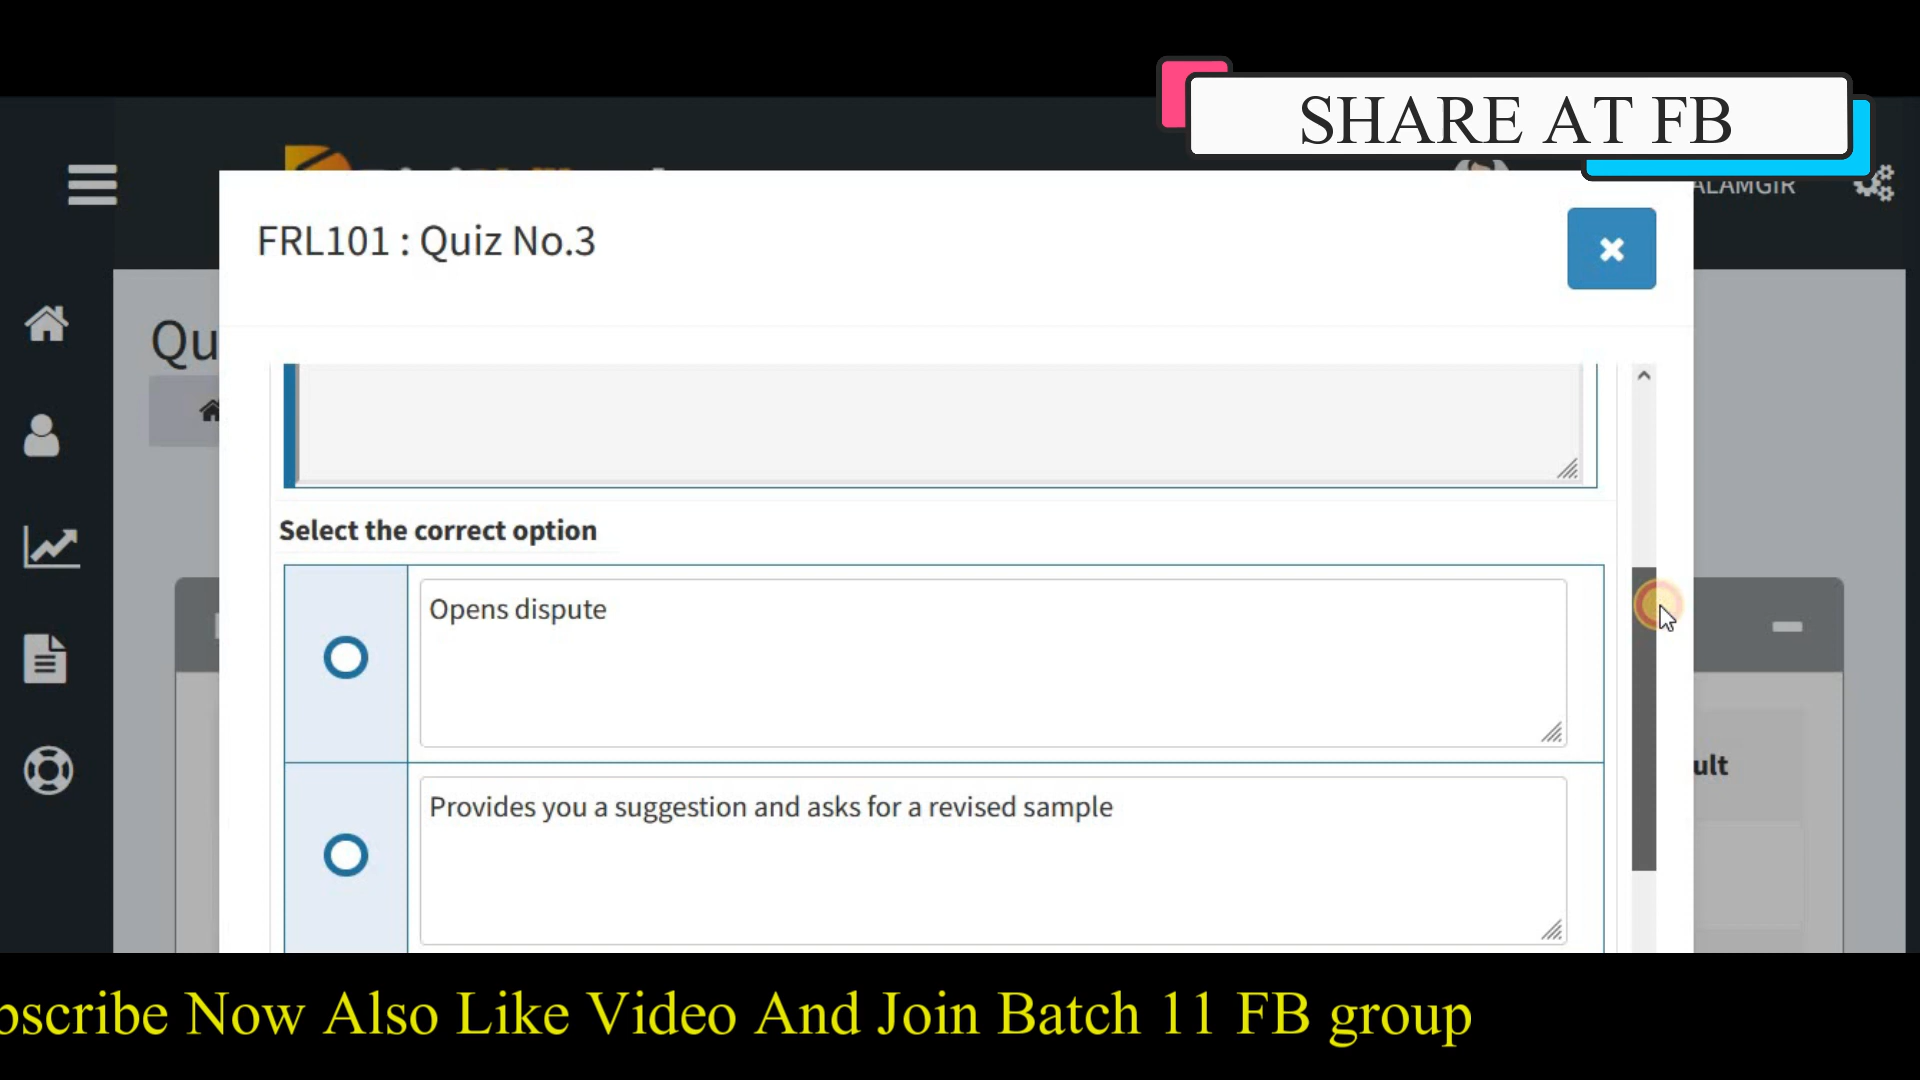 SHARE AT FB
ALAMGIR
FRL101 : Quiz No.3
Qu
Select the correct option
Opens dispute
ult
Provides you a suggestion and asks for a revised sample
bscribe Now Also Like Video And Join Batch 11 FB group